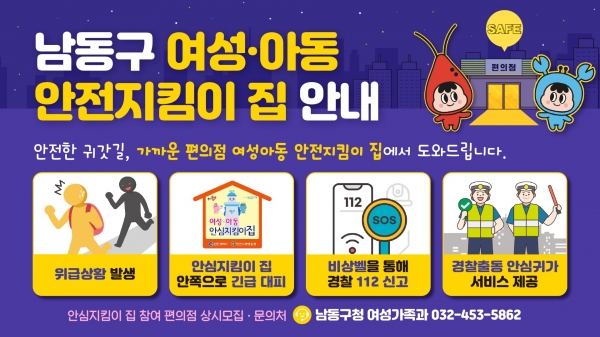 남동구 여성·아동
안전지킴이 집 안내
SAFE
편의점
안전한 귀갓길, 가까운 편의점 여성아동 안전지킴이 집에서 도와드립니다.
여성·아동
안심지킴이집
112
SOS
위급상황 발생
안심지킴이 집
안쪽으로 긴급 대피
비상벨을 통해
경찰 112 신고
경찰출동 안심귀가
서비스 제공
안심지킴이 집 참여 편의점 상시모집·문의처 남동구청 여성가족과 032-453-5862